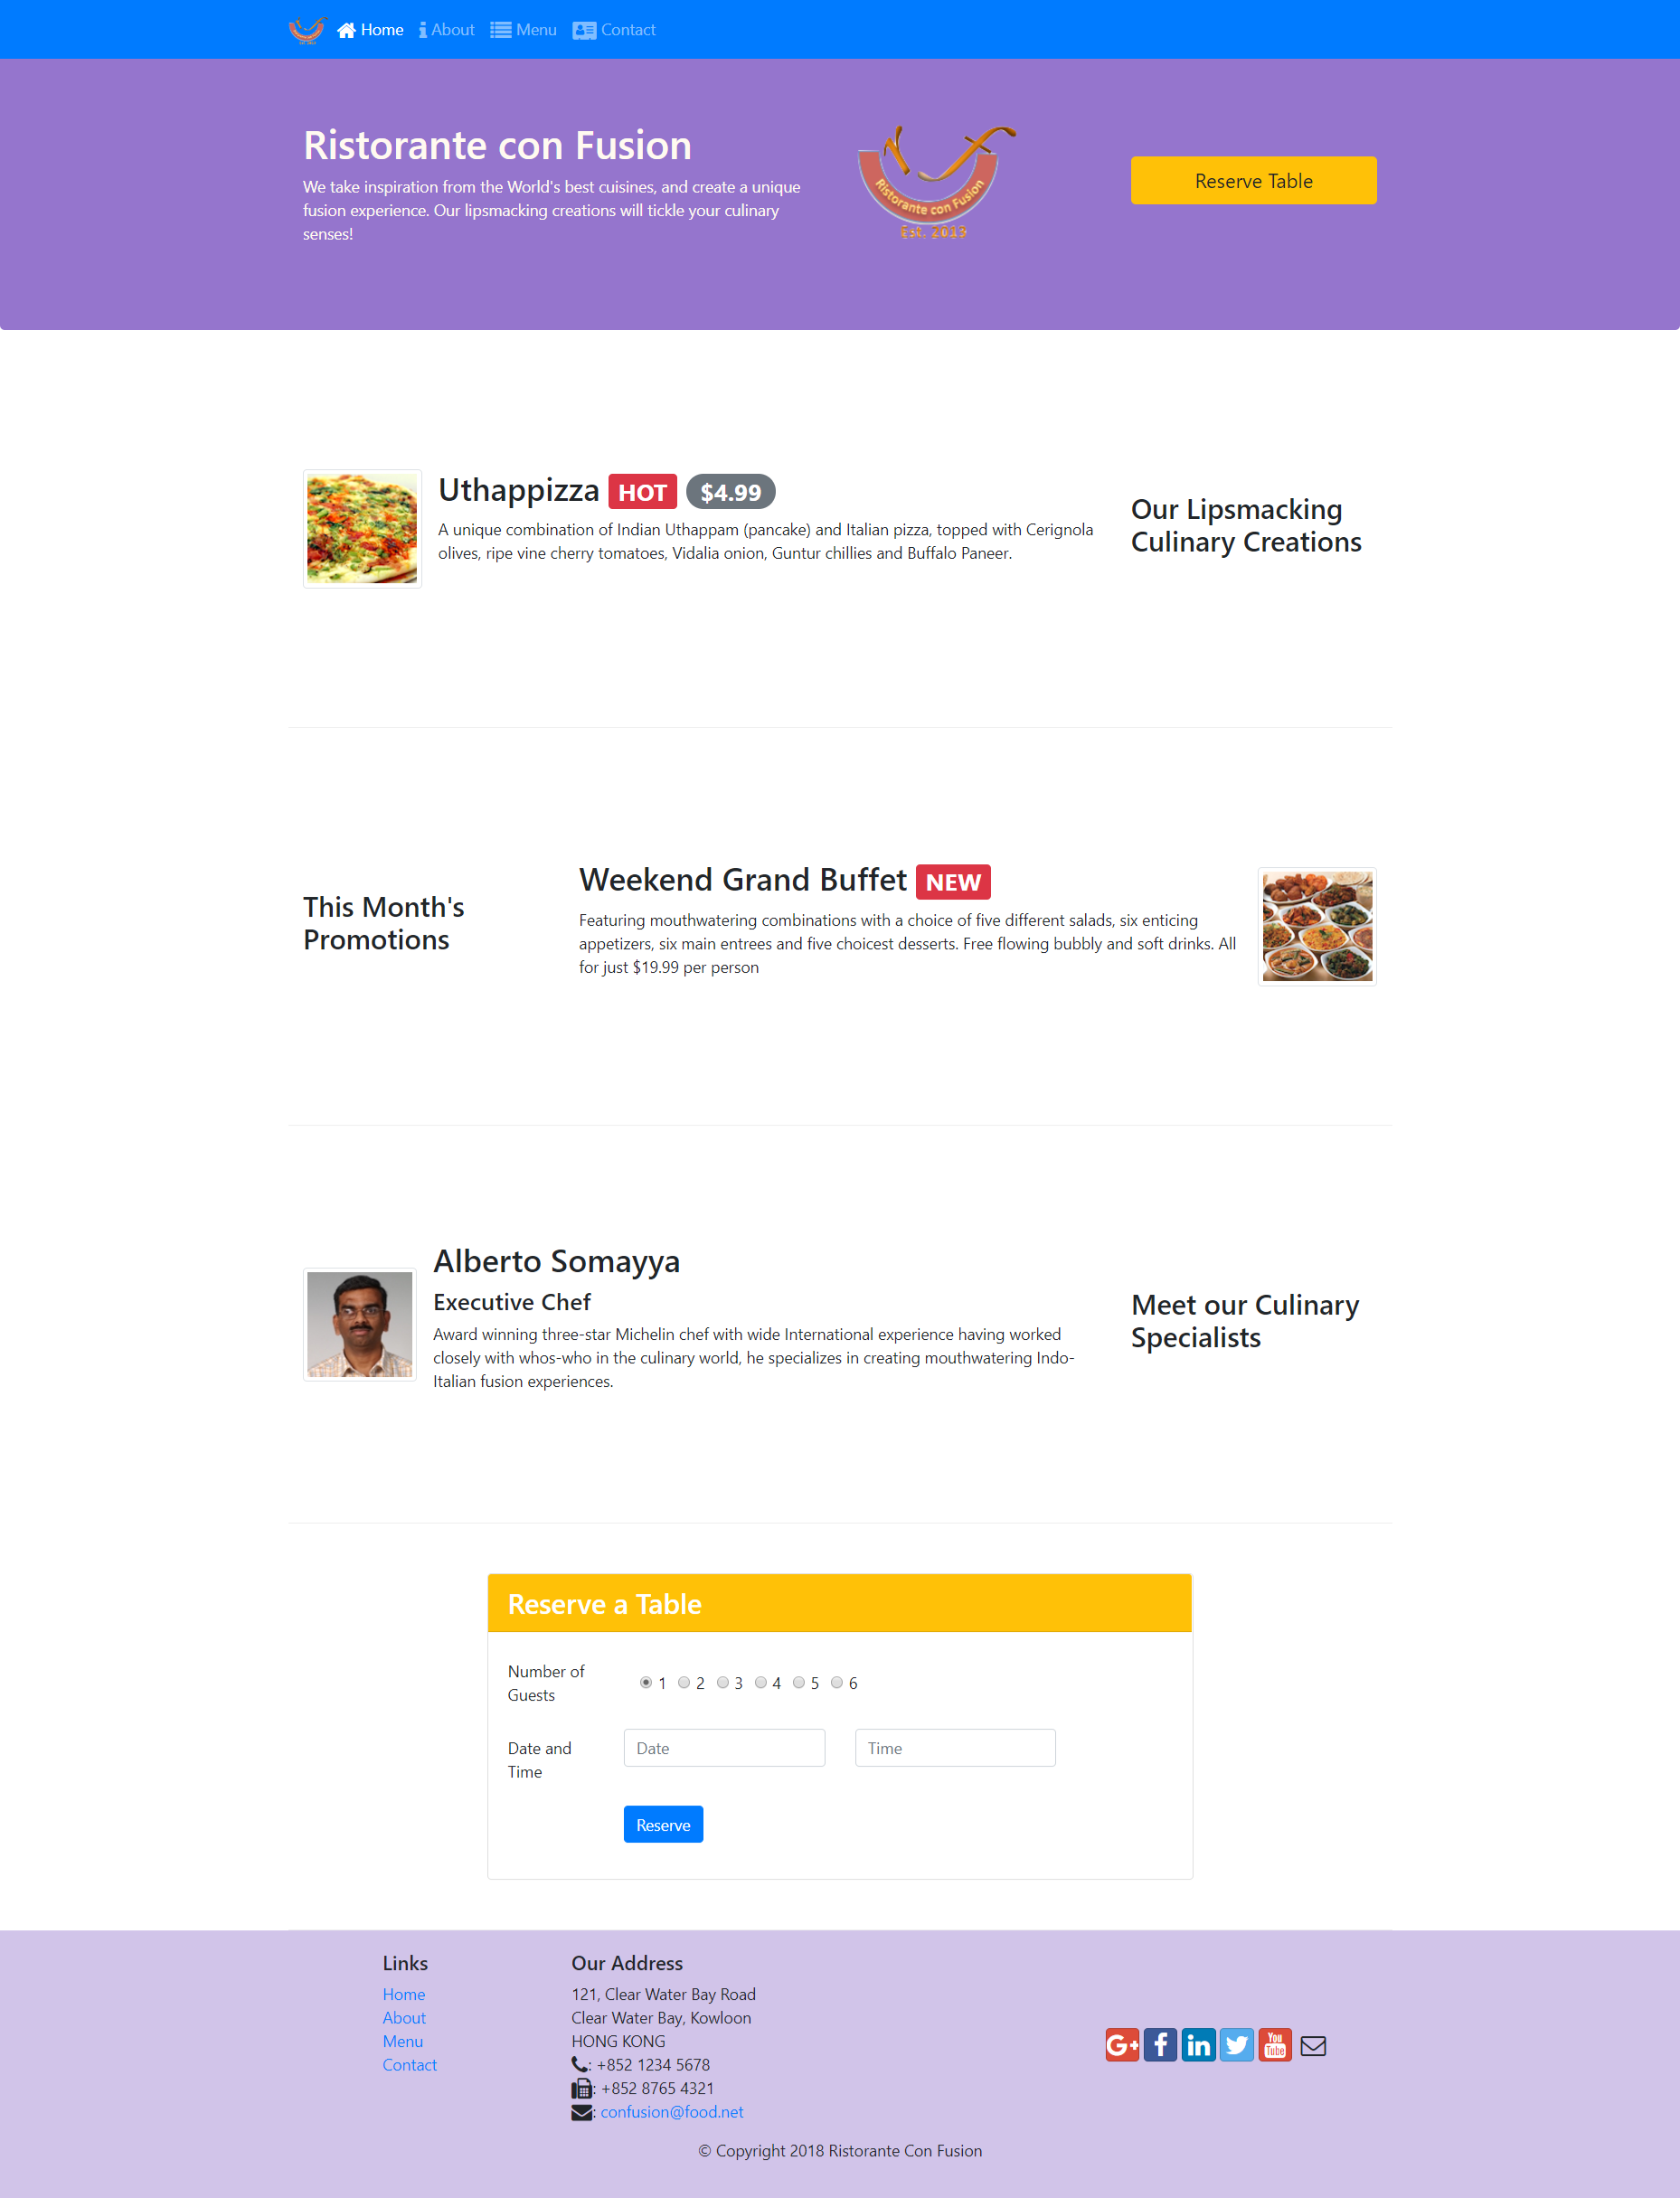 Home About Menu Contact
Ristorante con Fusion
We take inspiration from the World's best cuisines, and create a unique
fusion experience. Our lipsmacking creations will tickle your culinary
senses!
Ristorante con Fusion
Est. 2013
Reserve Table
Uthappizza HOT $4.99
A unique combination of Indian Uthappam (pancake) and Italian pizza, topped with Cerignola
olives, ripe vine cherry tomatoes, Vidalia onion, Guntur chillies and Buffalo Paneer.
Our Lipsmacking
Culinary Creations
This Month's
Promotions
Weekend Grand Buffet NEW
Featuring mouthwatering combinations with a choice of five different salads, six enticing
appetizers, six main entrees and five choicest desserts. Free flowing bubbly and soft drinks. All
for just $19.99 per person
Alberto Somayya
Executive Chef
Award winning three-star Michelin chef with wide International experience having worked
closely with whos-who in the culinary world, he specializes in creating mouthwatering Indo-
Italian fusion experiences.
Meet our Culinary
Specialists
Reserve a Table
Number of
Guests
1 2 3 4 5 6
Date and
Time
Date
Time
Reserve
Links
Home
About
Menu
Contact
Our Address
121, Clear Water Bay Road
Clear Water Bay, Kowloon
HONG KONG
: +852 1234 5678
: +852 8765 4321
: confusion@food.net
G+ f in You Tube
© Copyright 2018 Ristorante Con Fusion